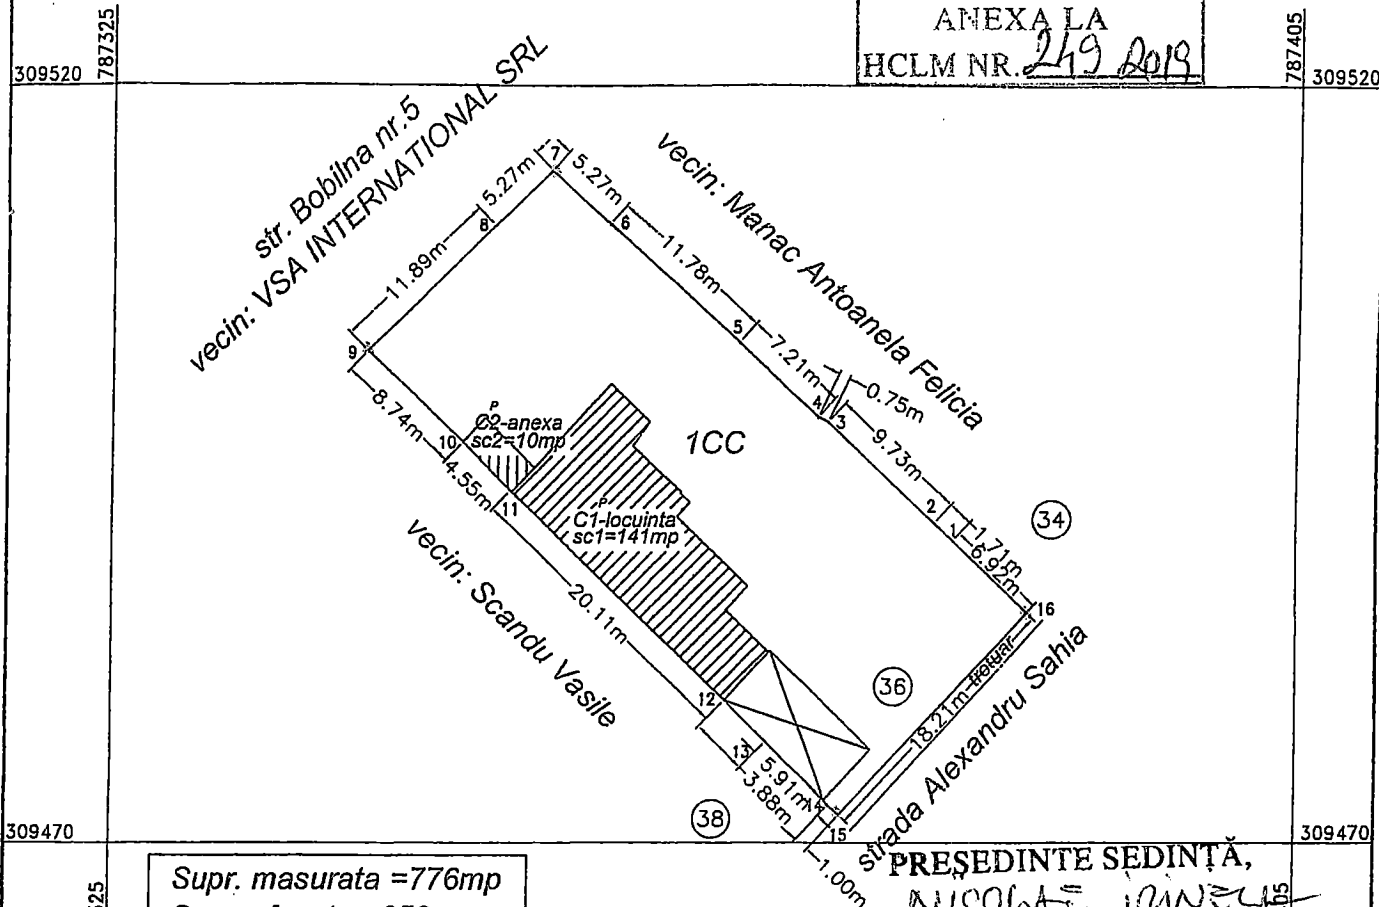 ANEXA LA
HCLM NR. 249 2019
787325
787405
309520
309520
str. Bobilna nr.5
vecin: VSA INTERNATIONAL SRL
vecin: Manac Antoanela Felicia
7
5.27m
5.27m
8
6
11.89m
11.78m
5
9
7.21m
4
3
0.75m
8.74m
9.73m
P
C2-anexa
sc2=10mp
10
1CC
4.55m
11
2
1
1.71m
6.92m
34
P
C1-locuinta
sc1=141mp
vecin: Scandu Vasile
20.11m
16
trotuar
18.21m
strada Alexandru Sahia
36
12
13
5.91m
3.88m
14
15
38
1.00m
309470
309470
PREȘEDINTE SEDINȚĂ,
Supr. masurata =776mp